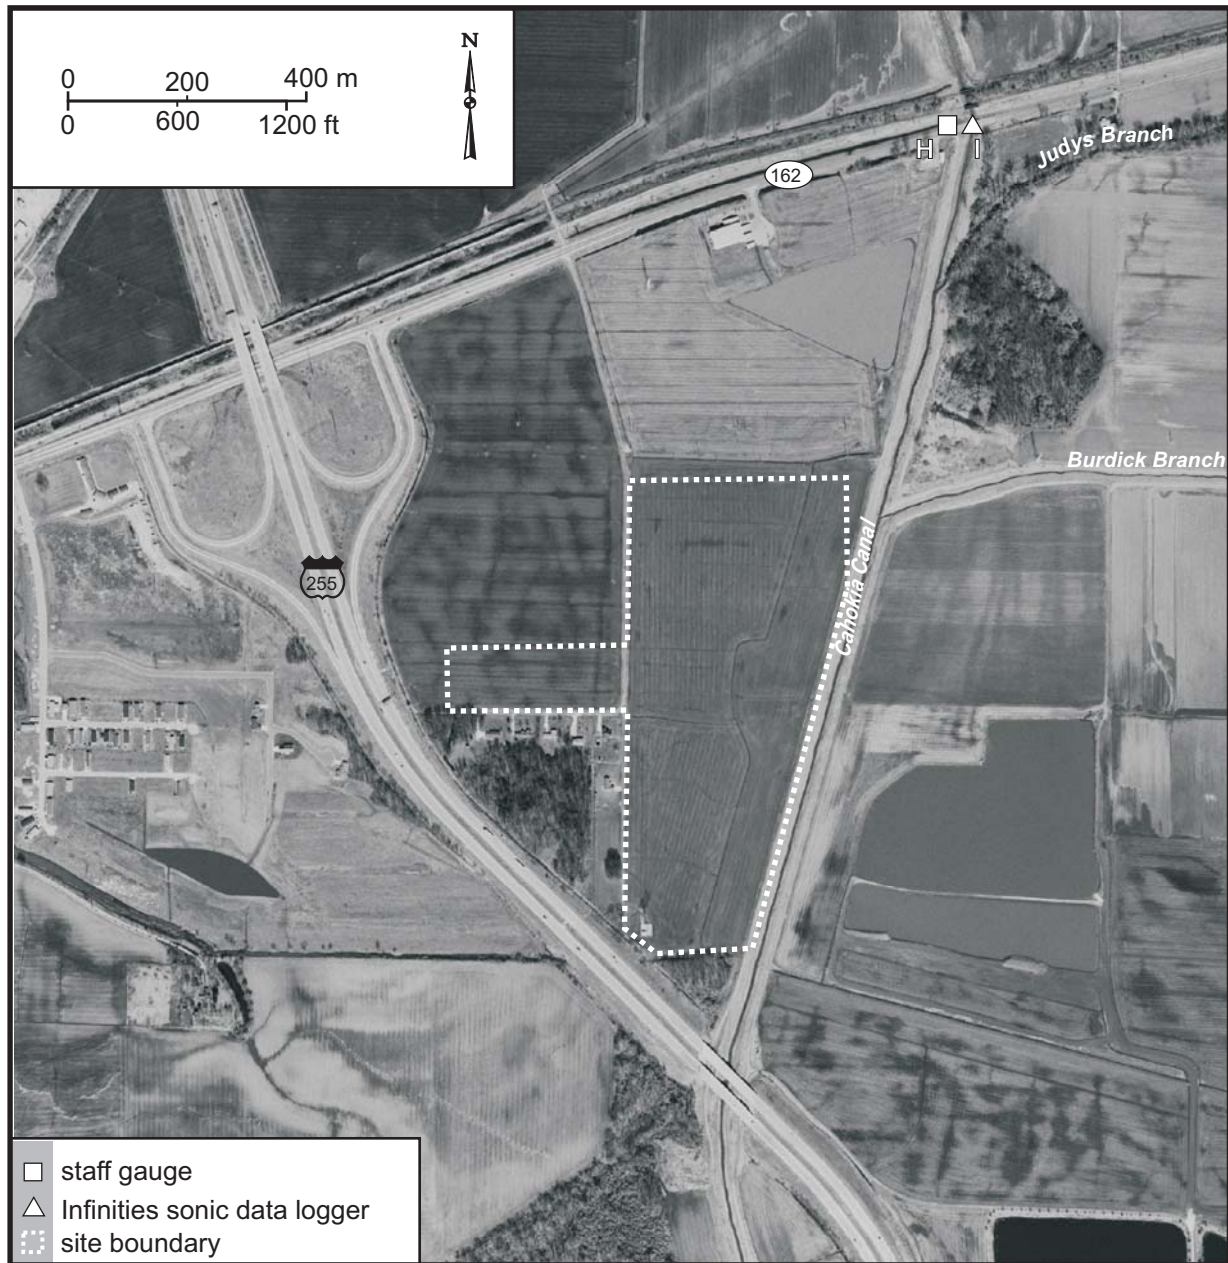 N
0 200 400 m
0 600 1200 ft
H I
Judys Branch
162
Burdick Branch
255
Cahokia Canal
staff gauge
Infinities sonic data logger
site boundary